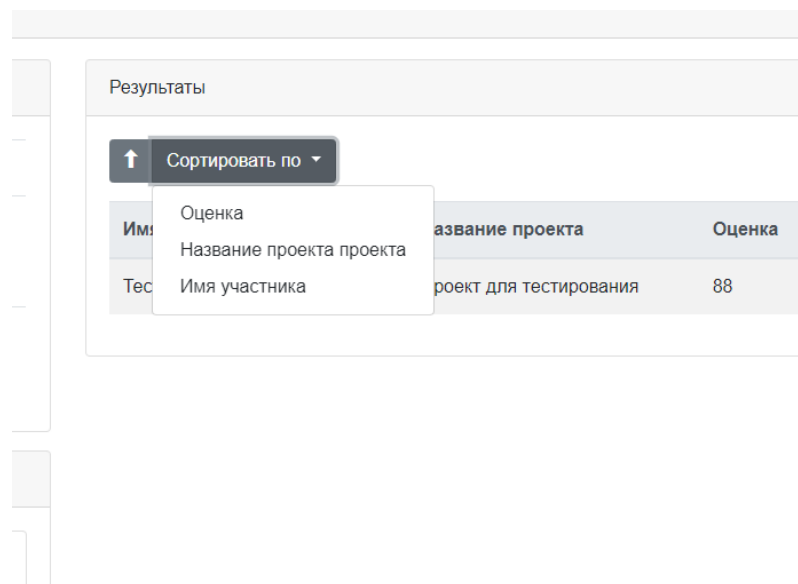 Результаты
Сортировать по
Оценка
Название проекта проекта
Имя участника
азвание проекта Оценка
роект для тестирования 88